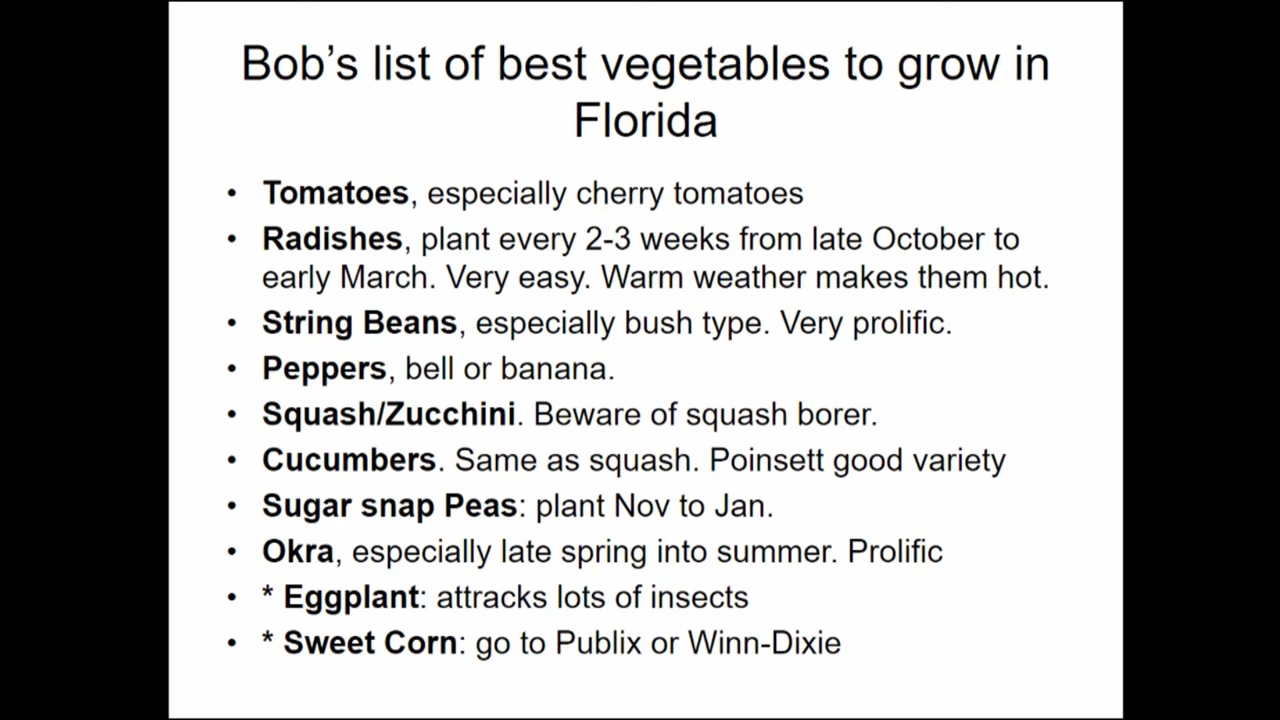 Bob’s list of best vegetables to grow in
Florida
• Tomatoes, especially cherry tomatoes
• Radishes, plant every 2-3 weeks from late October to
early March. Very easy. Warm weather makes them hot.
• String Beans, especially bush type. Very prolific.
• Peppers, bell or banana.
• Squash/Zucchini. Beware of squash borer.
• Cucumbers. Same as squash. Poinsett good variety
• Sugar snap Peas: plant Nov to Jan.
• Okra, especially late spring into summer. Prolific
• * Eggplant: attracks lots of insects
• * Sweet Corn: go to Publix or Winn-Dixie